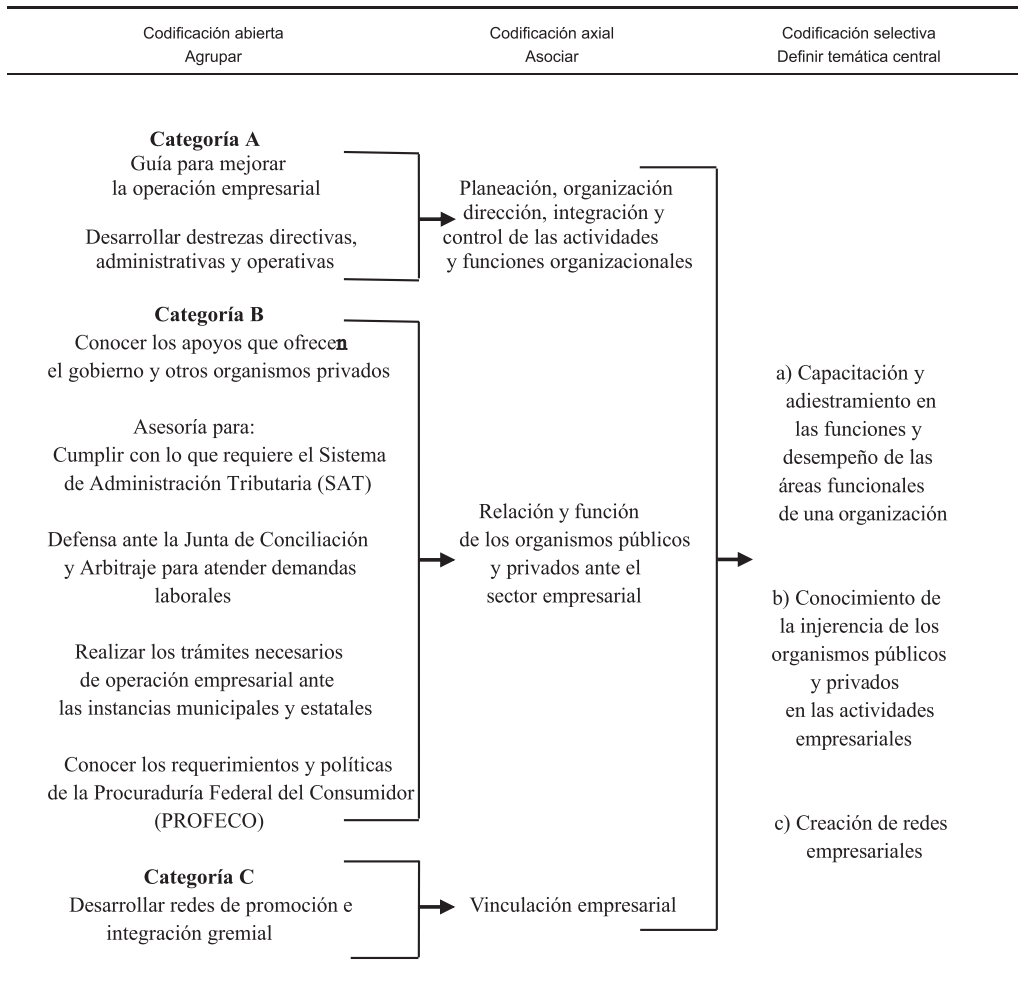 Codificación abierta
Agrupar
Codificación axial
Asociar
Codificación selectiva
Definir temática central
Categoría A
Guía para mejorar
la operación empresarial
Desarrollar destrezas directivas,
administrativas y operativas
Categoría B
Conocer los apoyos que ofrecen
el gobierno y otros organismos privados
Asesoría para:
Cumplir con lo que requiere el Sistema
de Administración Tributaria (SAT)
Defensa ante la Junta de Conciliación
y Arbitraje para atender demandas
laborales
Realizar los trámites necesarios
de operación empresarial ante
las instancias municipales y estatales
Conocer los requerimientos y políticas
de la Procuraduría Federal del Consumidor
(PROFECO)
Categoría C
Desarrollar redes de promoción e
integración gremial
Planeación, organización
dirección, integración y
control de las actividades
y funciones organizacionales
Relación y función
de los organismos públicos
y privados ante el
sector empresarial
Vinculación empresarial
a) Capacitación y
adiestramiento en
las funciones y
desempeño de las
áreas funcionales
de una organización
b) Conocimiento de
la injerencia de los
organismos públicos
y privados
en las actividades
empresariales
c) Creación de redes
empresariales